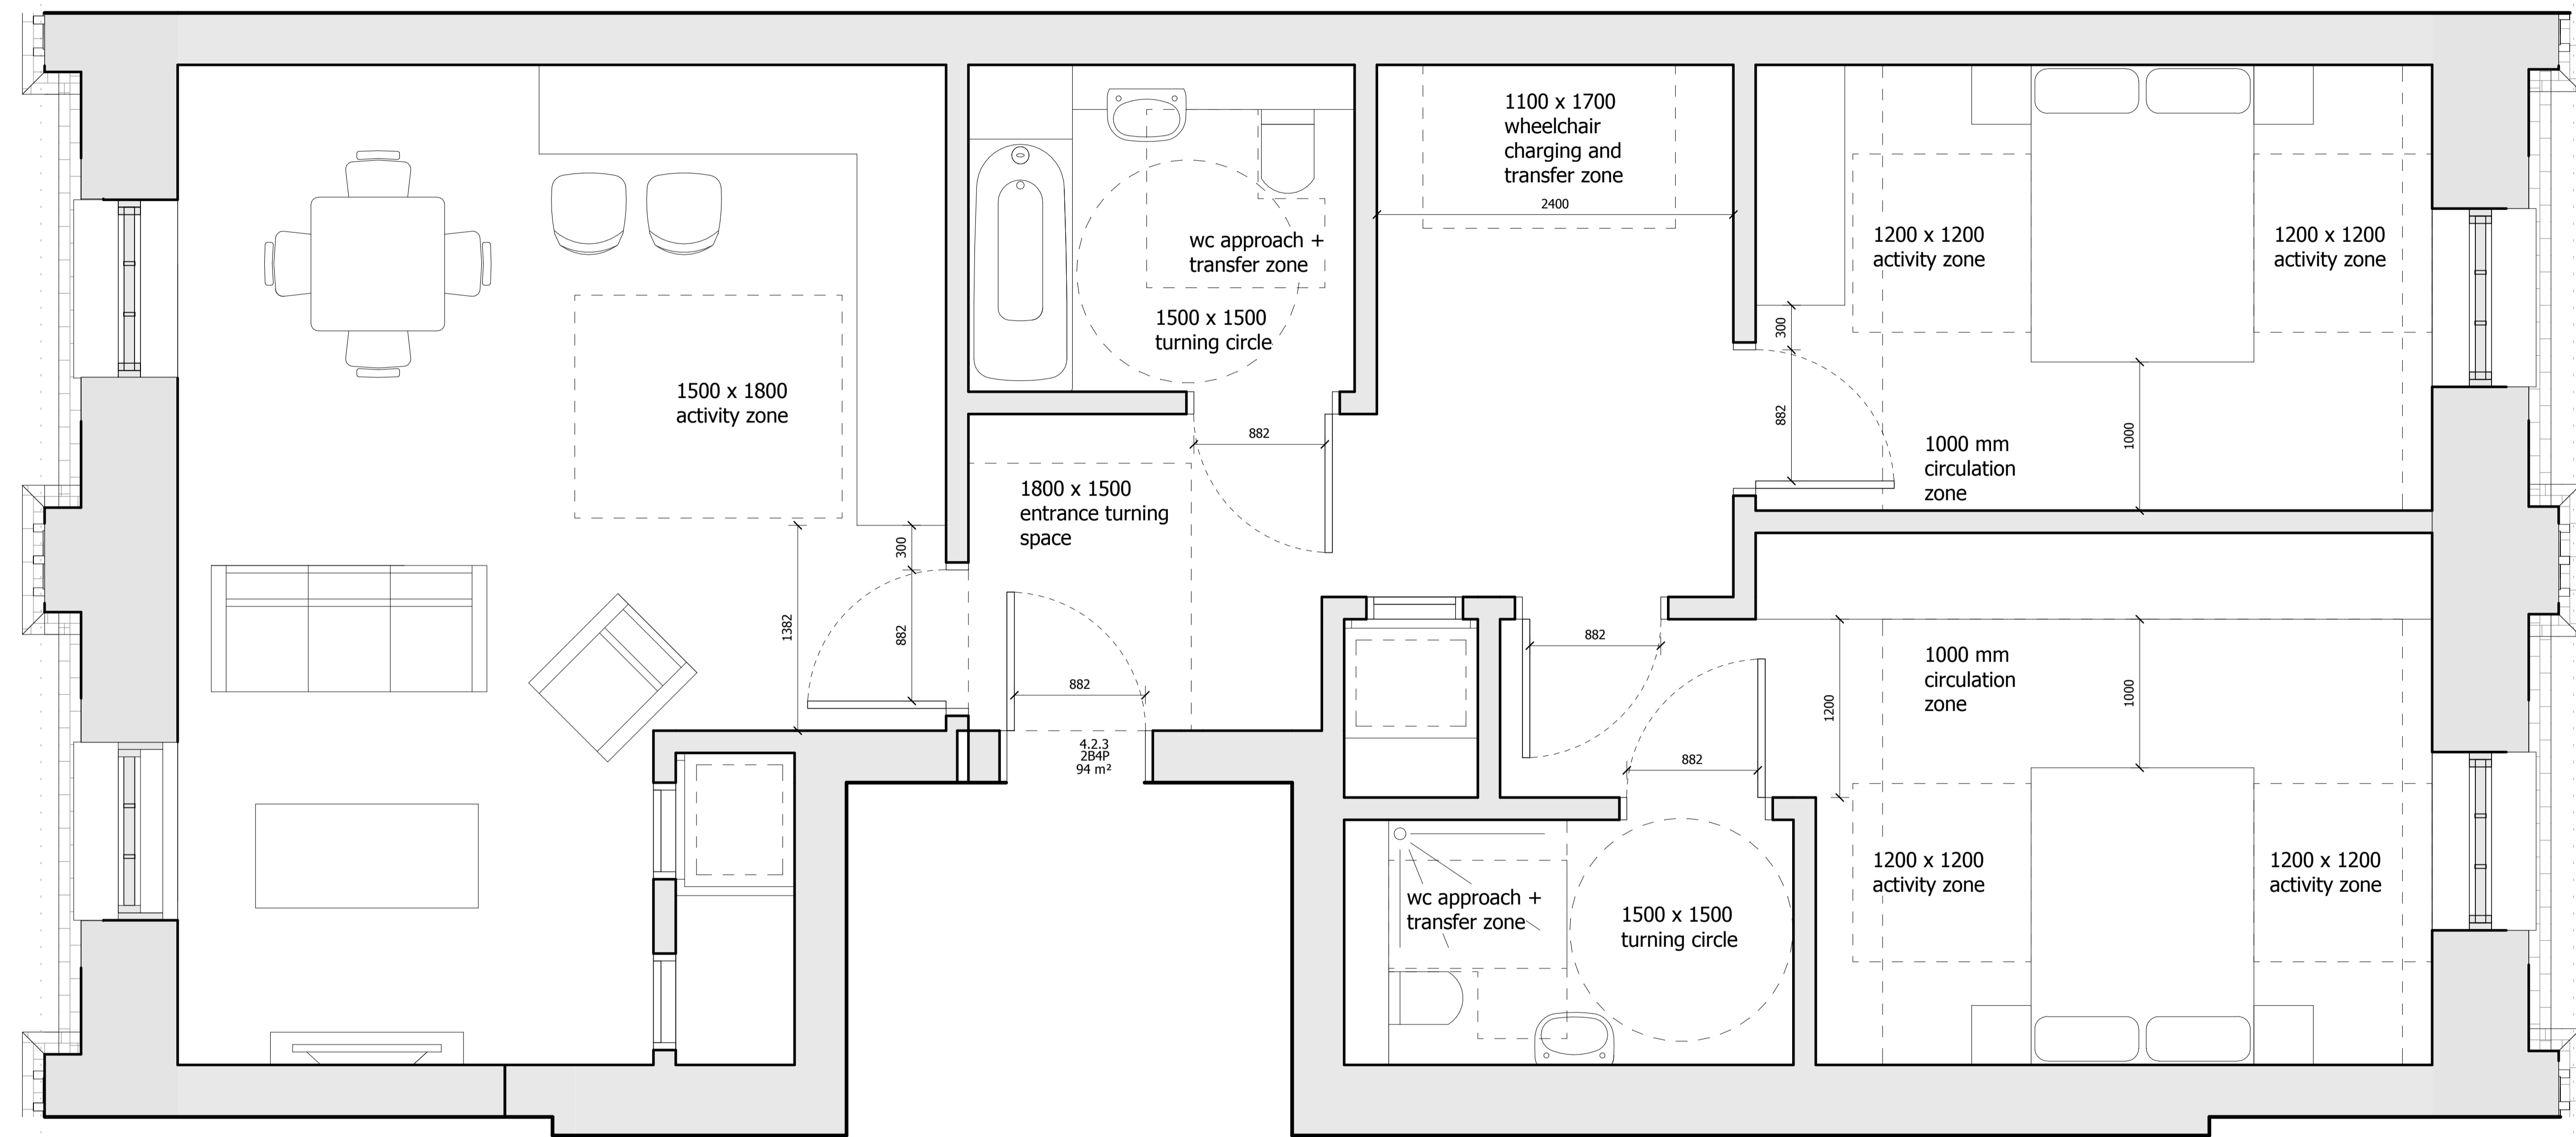 1100 x 1700
wheelchair
charging and
transfer zone
2400
wc approach +
transfer zone
1500 x 1500
turning circle
1200 x 1200
activity zone
1200 x 1200
activity zone
300
882
1000
1000 mm
circulation
zone
1500 x 1800
activity zone
882
1800 x 1500
entrance turning
space
300
882
1382
882
4.2.3
2B4P
94 m²
882
882
1000 mm
circulation
zone
1200
1000
wc approach +
transfer zone
1500 x 1500
turning circle
1200 x 1200
activity zone
1200 x 1200
activity zone